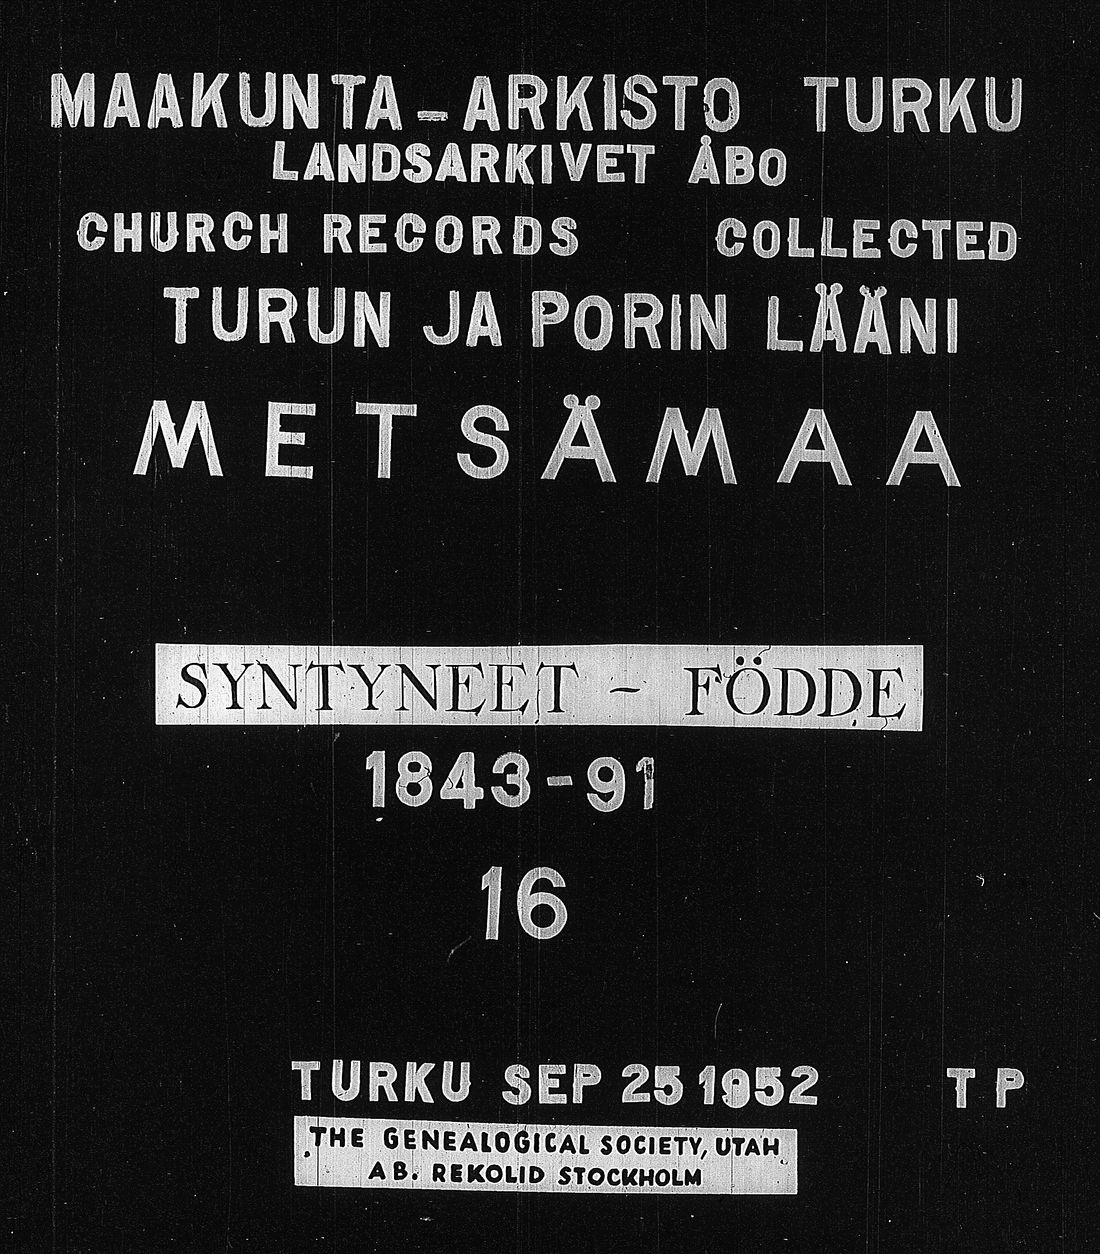 MAAKUNTA-ARKISTO TURKU
LANDSARKIVET ÅBO
CHURCH RECORDS COLLECTED
TURUN JA PORIN LÄÄNI
METSÄMAA
SYNTYNEET - FÖDDE
1843-91
16
TURKU SEP 25 1952 TP
THE GENEALOGICAL SOCIETY, UTAH
AB. REKOLID STOCKHOLM